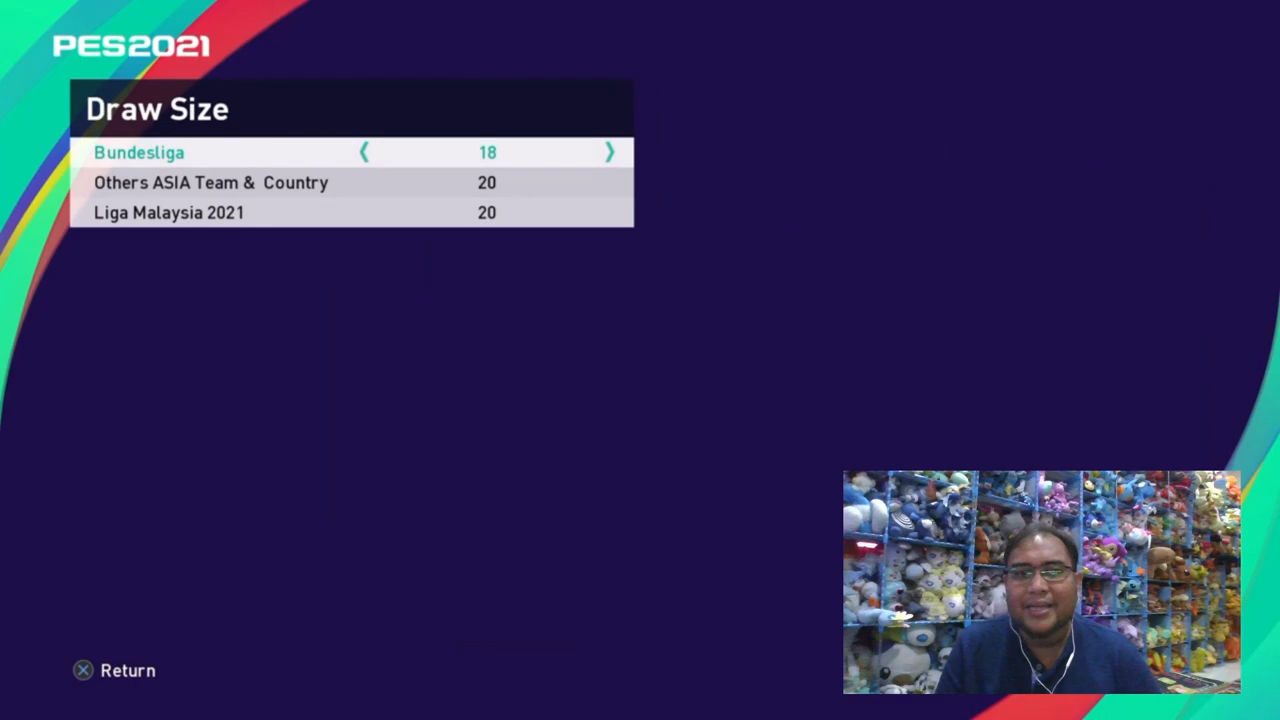 PES2021
Draw Size
Bundesliga 18
Others ASIA Team & Country 20
Liga Malaysia 2021 20
Return